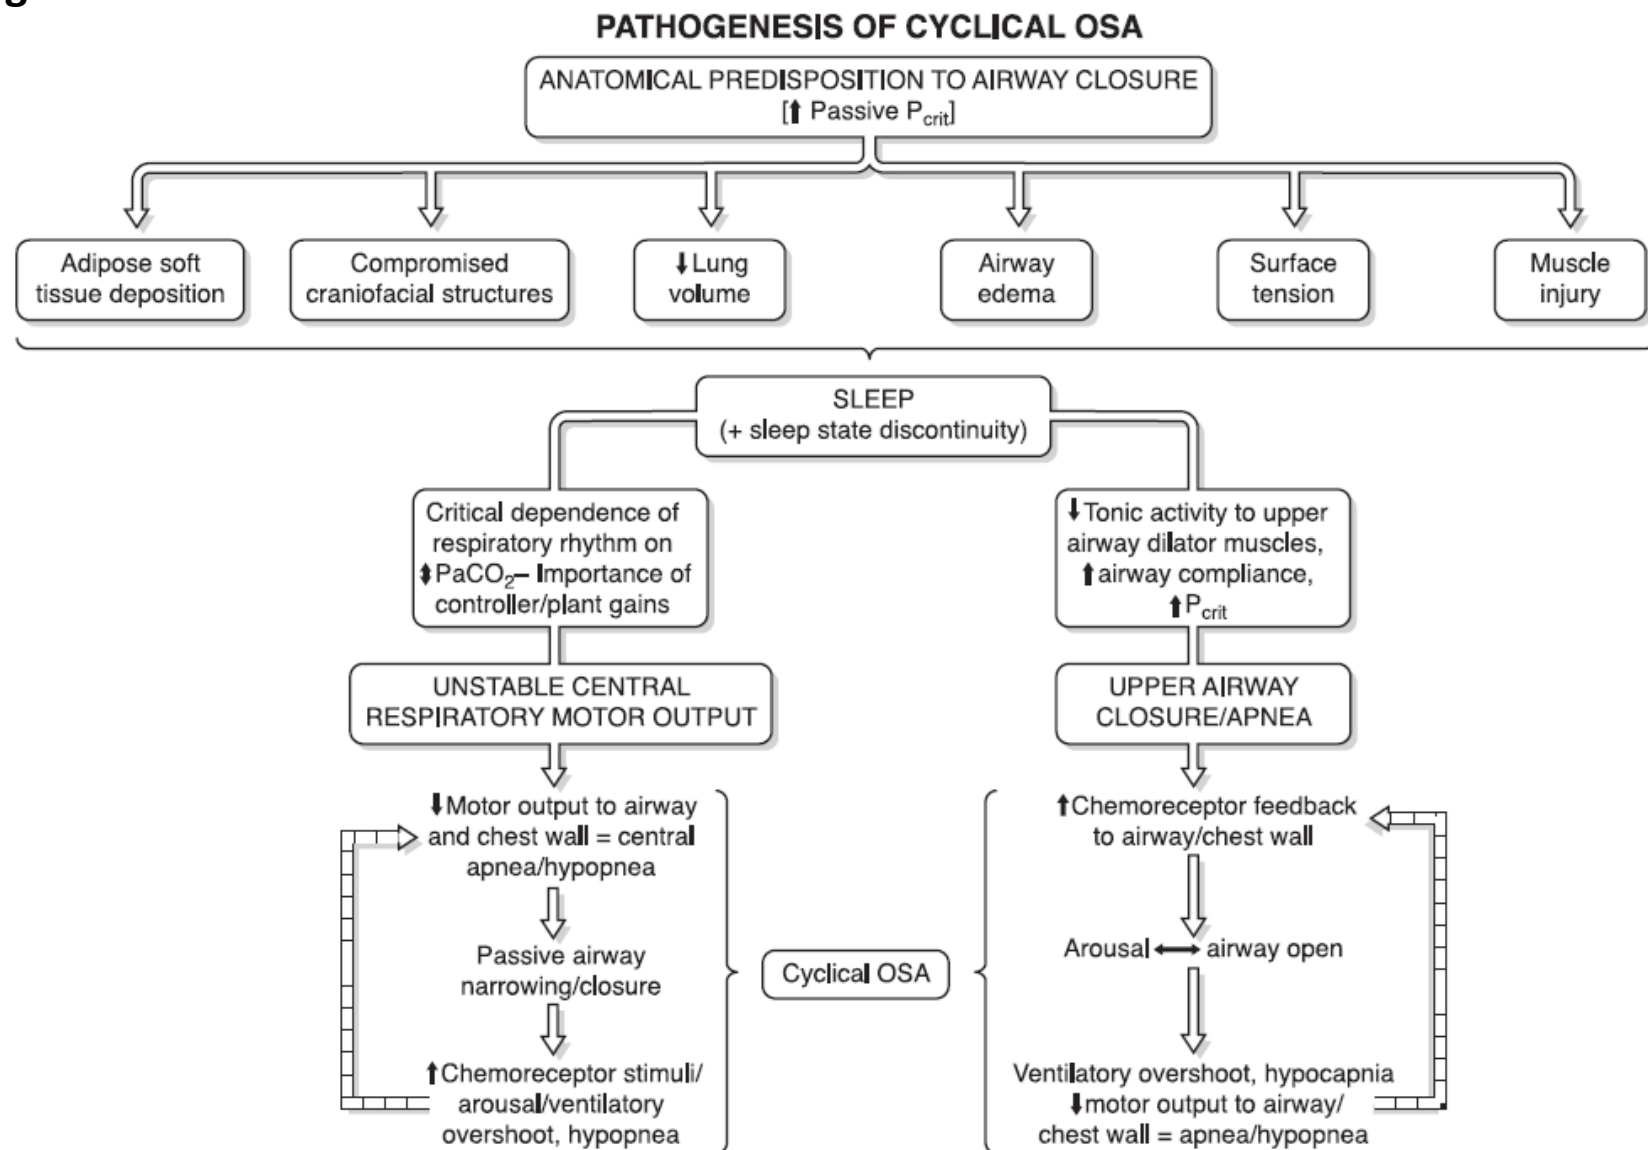 PATHOGENESIS OF CYCLICAL OSA
ANATOMICAL PREDISPOSITION TO AIRWAY CLOSURE
[⬆ Passive Pcrit]
Adipose soft
tissue deposition
Compromised
craniofacial structures
⬇Lung
volume
Airway
edema
Surface
tension
Muscle
injury
SLEEP
(+ sleep state discontinuity)
Critical dependence of
respiratory rhythm on
⬍PaCO2– Importance of
controller/plant gains
⬇Tonic activity to upper
airway dilator muscles,
⬆airway compliance,
⬆Pcrit
UNSTABLE CENTRAL
RESPIRATORY MOTOR OUTPUT
UPPER AIRWAY
CLOSURE/APNEA
⬇Motor output to airway
and chest wall = central
apnea/hypopnea
Passive airway
narrowing/closure
⬆Chemoreceptor stimuli/
arousal/ventilatory
overshoot, hypopnea
Cyclical OSA
⬆Chemoreceptor feedback
to airway/chest wall
Arousal ⟷ airway open
Ventilatory overshoot, hypocapnia
⬇motor output to airway/
chest wall = apnea/hypopnea